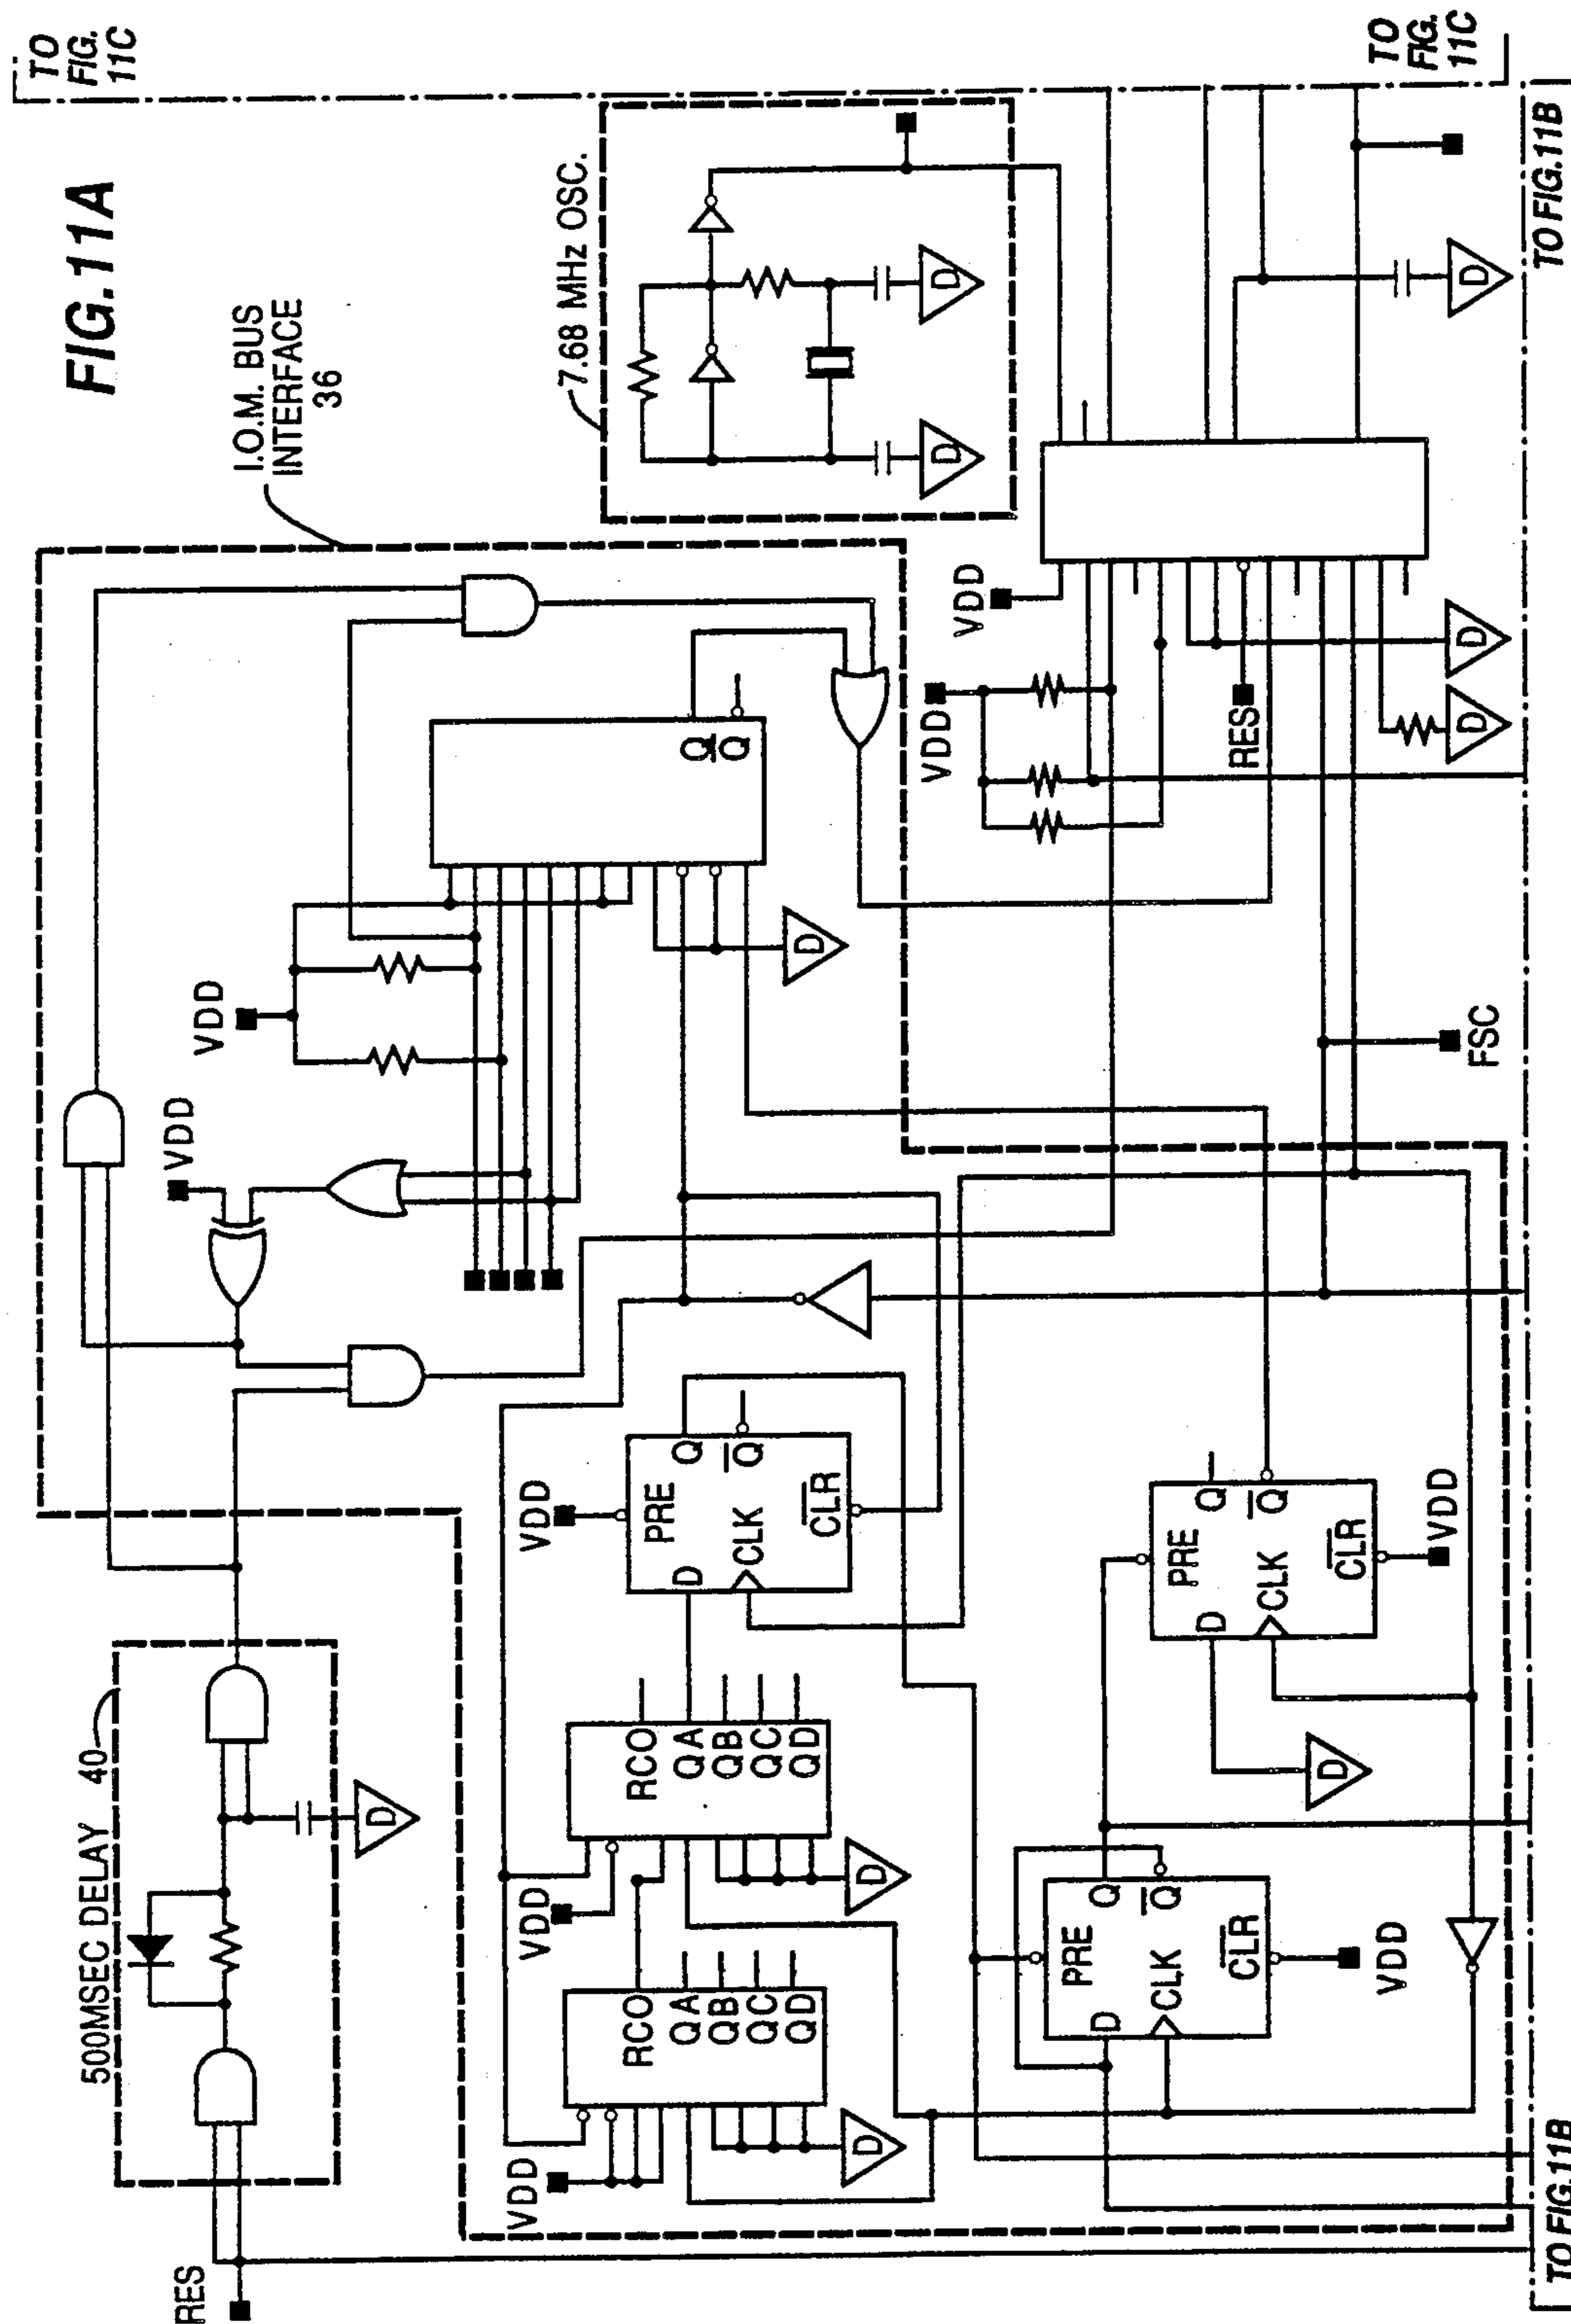 FIG.11A
TO
FIG.
11C
TO
FIG.
11C
I.O.M. BUS
INTERFACE
36
7.68 MHz OSC.
500MSEC DELAY 40
RES
D
VDD
VDD
Q
Q
D
D
D
VDD
VDD
RES
D
D
D
FSC
VDD
RCO
QA
QB
QC
QD
D
VDD
RCO
QA
QB
QC
QD
D
VDD
PRE
D
Q
CLK
Q
CLR
PRE
D
Q
CLK
Q
CLR
VDD
D
PRE
D
Q
CLK
Q
CLR
VDD
TO FIG.11B
TO FIG.11B